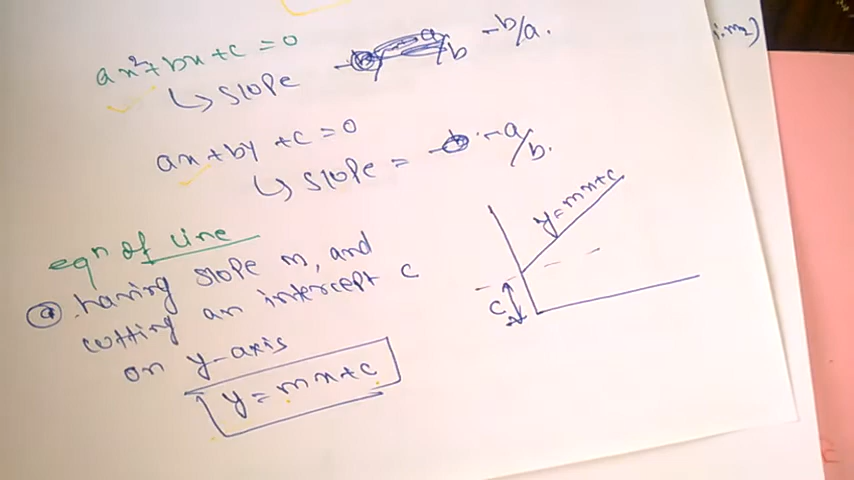 ax²+bx+c=0
↳ slope -b/a.
ax+by+c=0
↳ slope = -a/b.
eqn of line
ⓐ having slope m, and
cutting an intercept c
on y-axis
y=mx+c
y=mx+c
c